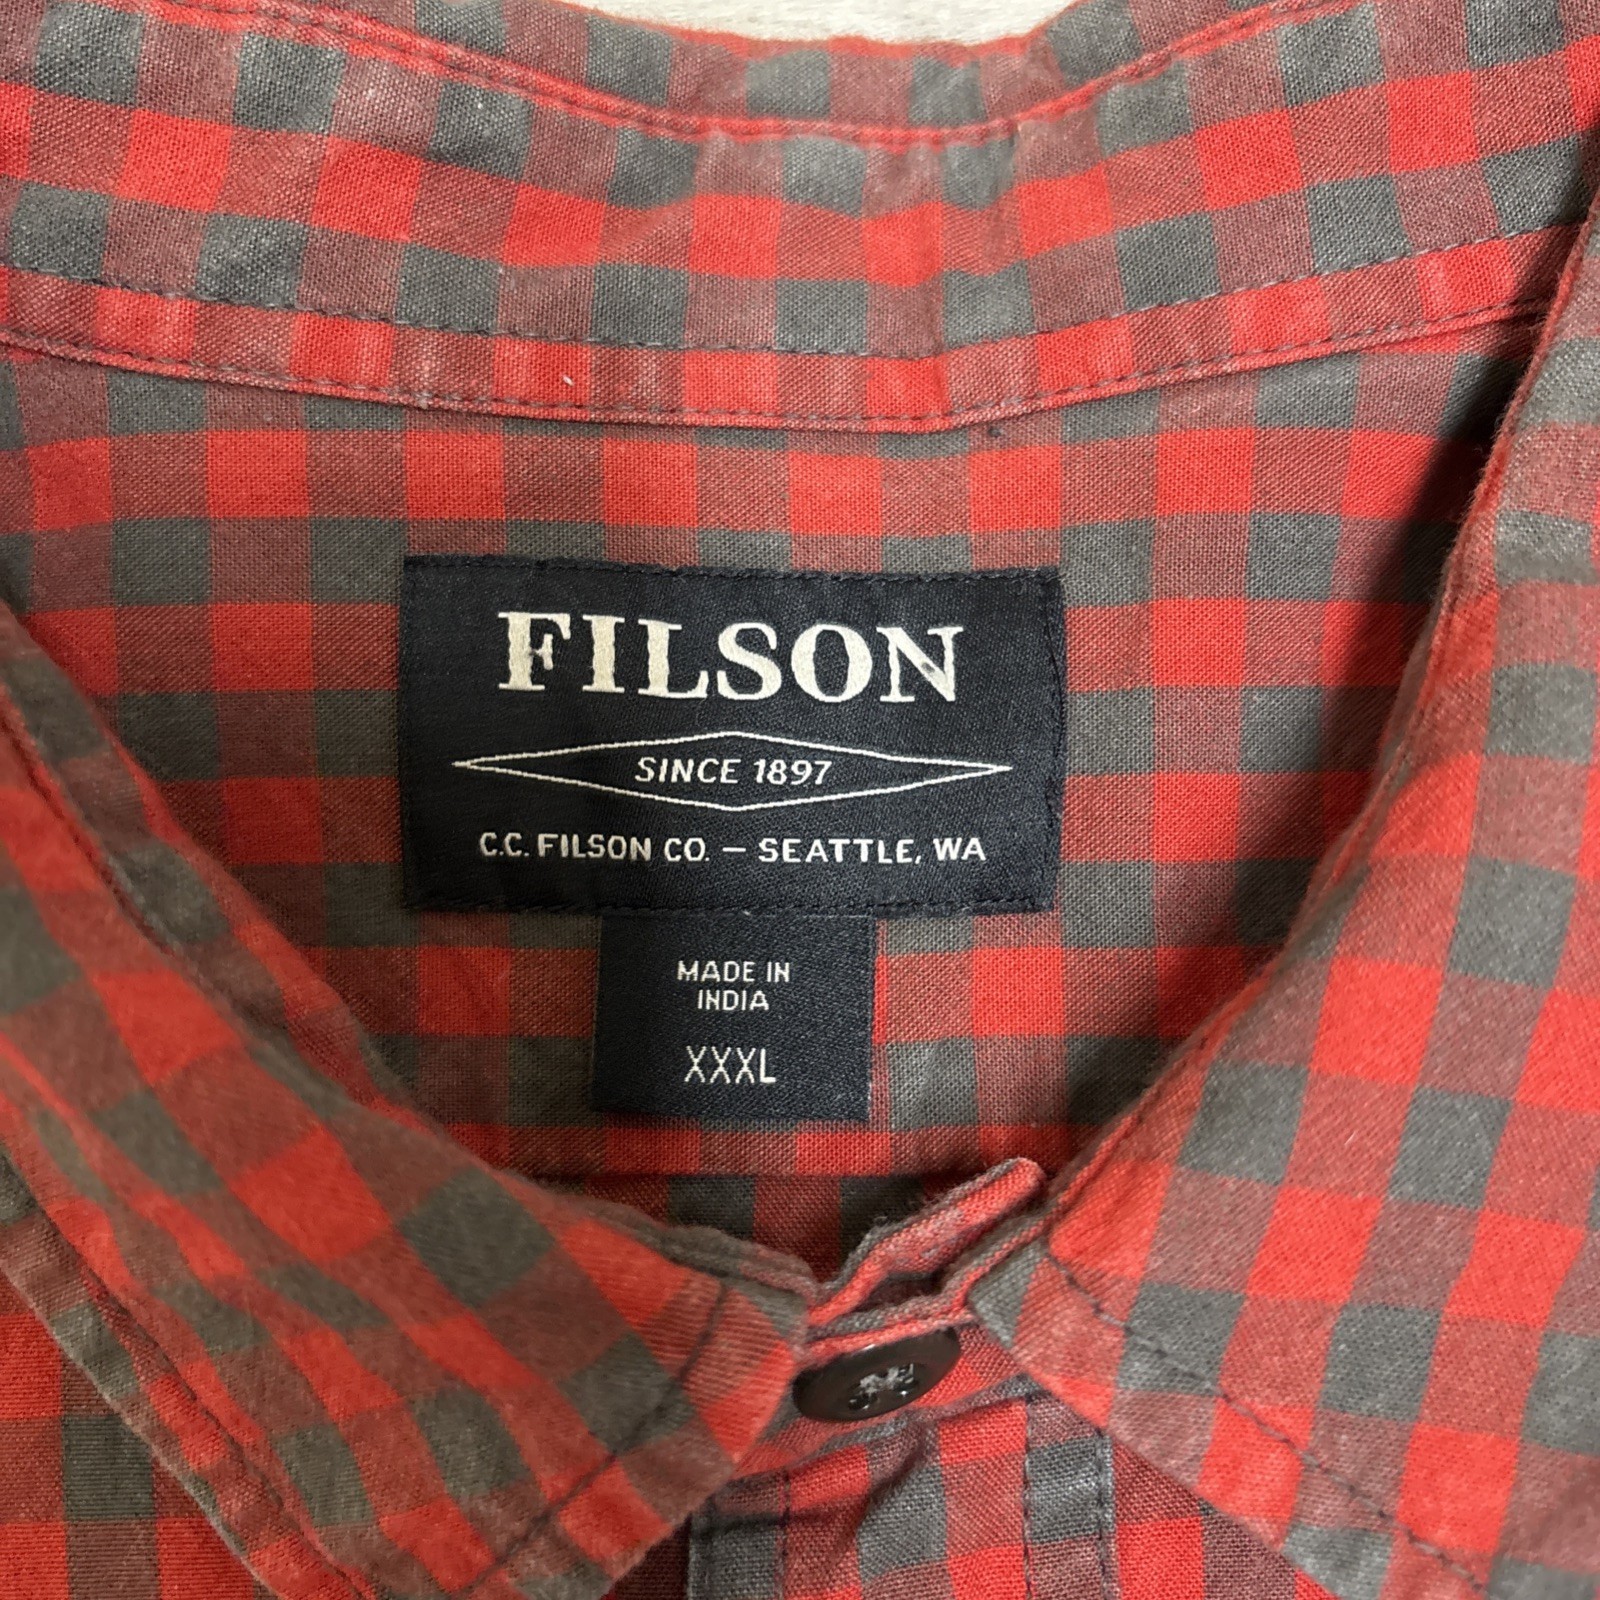 FILSON
SINCE 1897
C.C. FILSON CO. – SEATTLE, WA
MADE IN
INDIA
XXXL